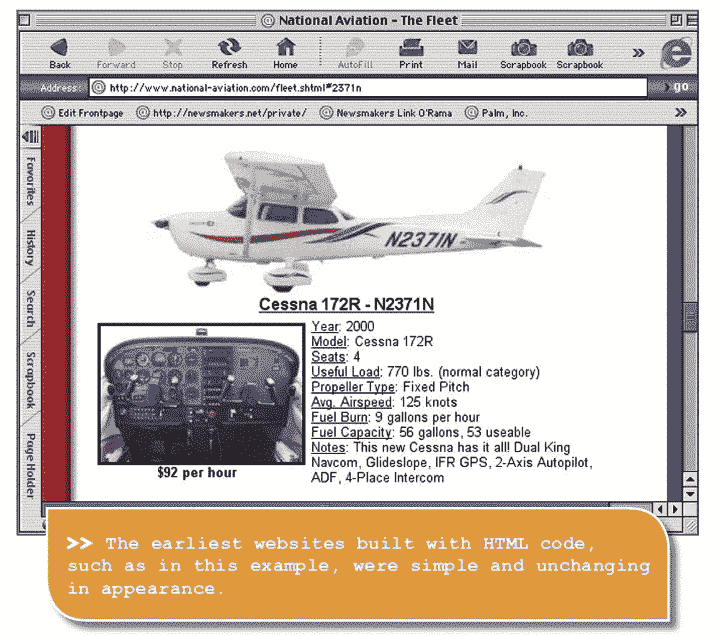 National Aviation - The Fleet
Back Forward Stop Refresh Home AutoFill Print Mail Scrapbook Scrapbook »
Address: http://www.national-aviation.com/fleet.shtml#2371n go
Edit Frontpage http://newsmakers.net/private/ Newsmakers Link O'Rama Palm, Inc. »
Favorites
History
Search
Scrapbook
Page Holder
N2371N
Cessna 172R - N2371N
Year: 2000
Model: Cessna 172R
Seats: 4
Useful Load: 770 lbs. (normal category)
Propeller Type: Fixed Pitch
Avg. Airspeed: 125 knots
Fuel Burn: 9 gallons per hour
Fuel Capacity: 56 gallons, 53 useable
Notes: This new Cessna has it all! Dual King
Navcom, Glideslope, IFR GPS, 2-Axis Autopilot,
ADF, 4-Place Intercom
$92 per hour
>> The earliest websites built with HTML code,
such as in this example, were simple and unchanging
in appearance.